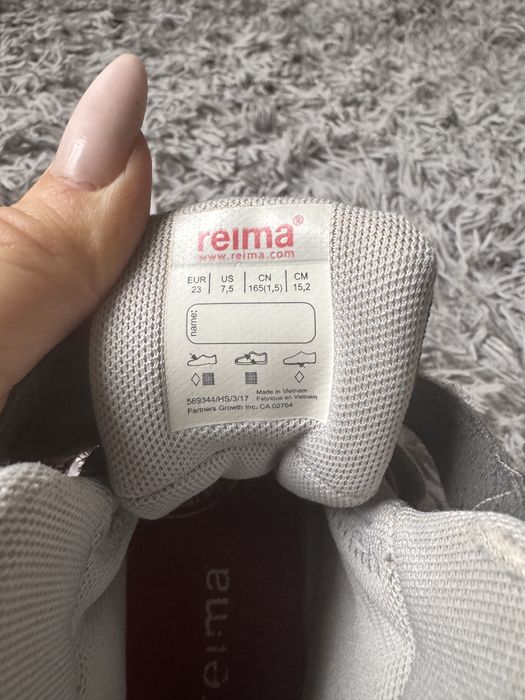 reima®
www.reima.com
EUR US CN CM
23 7,5 165(1,5) 15,2
name:
569344/HS/3/17 Made in Vietnam
Fabrique en Vietnam
Partners Growth Inc. CA 02764
reima